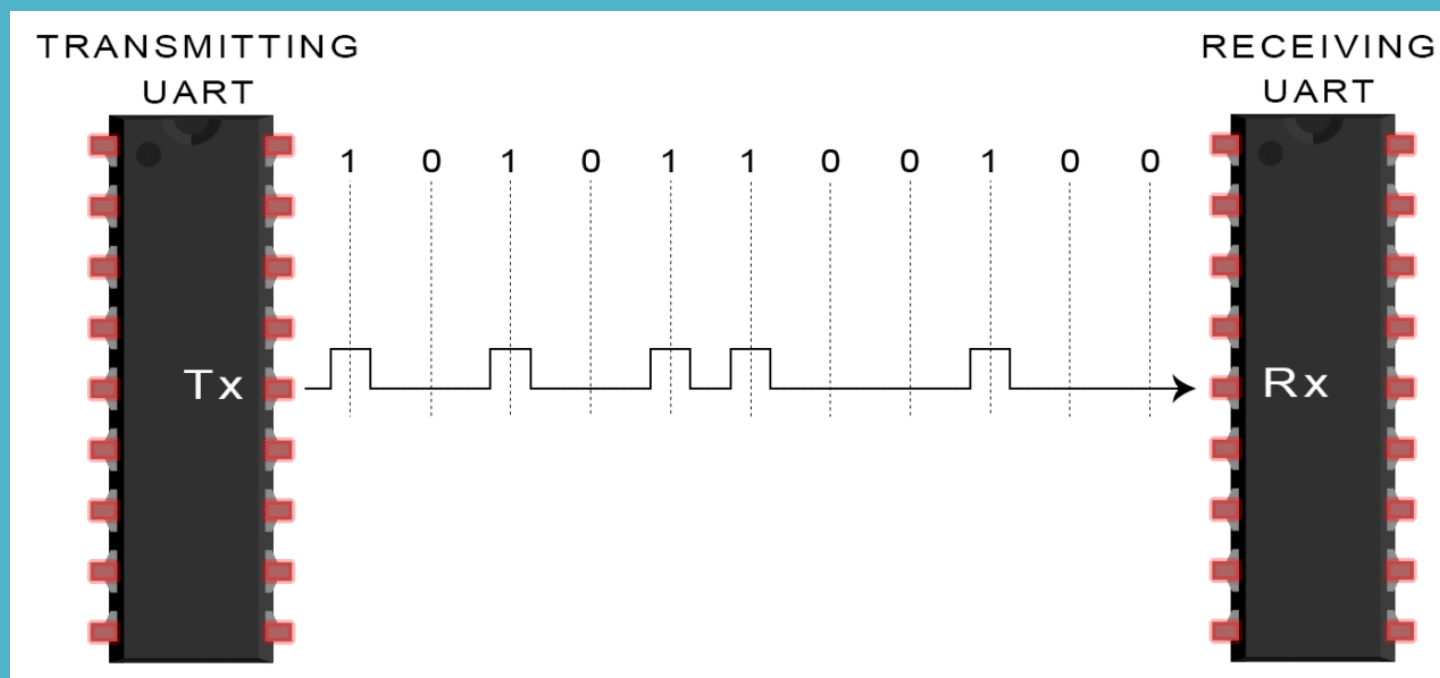 TRANSMITTING
UART
RECEIVING
UART
1 0 1 0 1 1 0 0 1 0 0
Tx
Rx